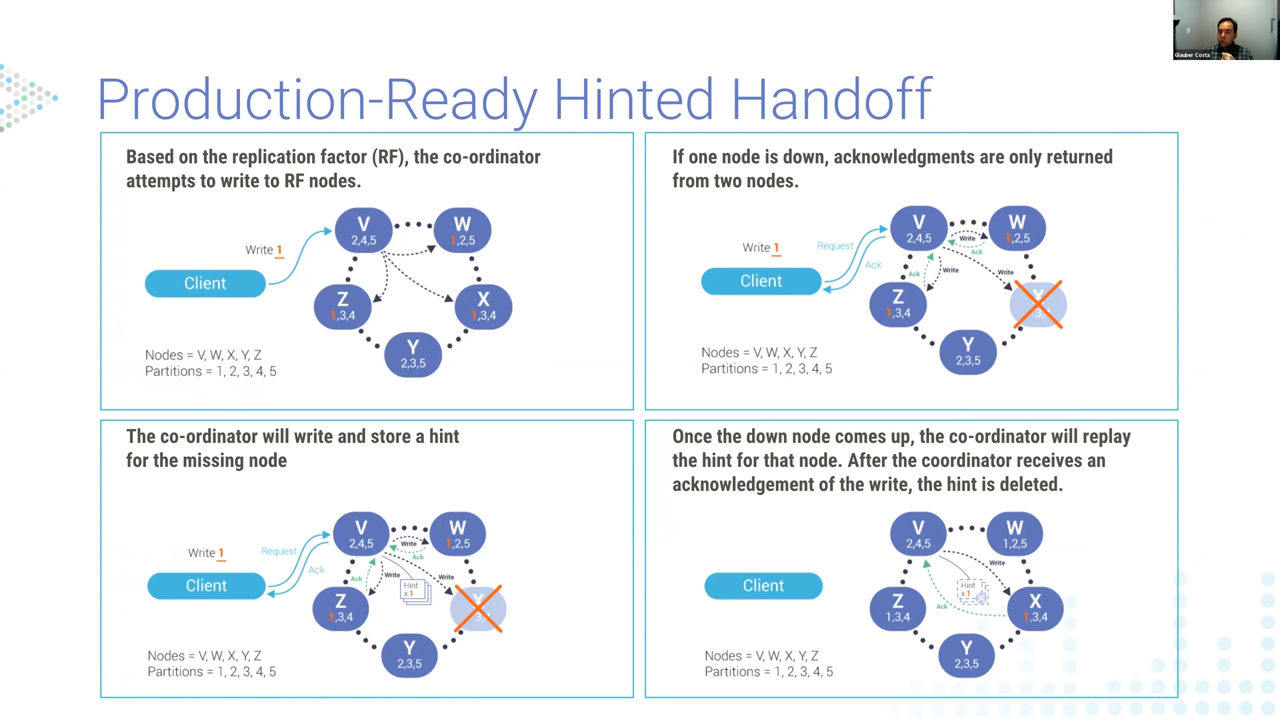 Glauber Costa
Production-Ready Hinted Handoff
Based on the replication factor (RF), the co-ordinator
attempts to write to RF nodes.
V
2,4,5
W
1,2,5
Write 1
Client
Z
1,3,4
X
1,3,4
Y
2,3,5
Nodes = V, W, X, Y, Z
Partitions = 1, 2, 3, 4, 5
If one node is down, acknowledgments are only returned
from two nodes.
V
2,4,5
W
1,2,5
Write
Ack
Write 1
Request
Ack
Client
Ack
Write
Write
Z
1,3,4
Y
2,3,5
Nodes = V, W, X, Y, Z
Partitions = 1, 2, 3, 4, 5
The co-ordinator will write and store a hint
for the missing node
V
2,4,5
W
1,2,5
Write
Ack
Write 1
Request
Ack
Client
Ack
Write
Write
Hint
x:1
Z
1,3,4
Y
2,3,5
Nodes = V, W, X, Y, Z
Partitions = 1, 2, 3, 4, 5
Once the down node comes up, the co-ordinator will replay
the hint for that node. After the coordinator receives an
acknowledgement of the write, the hint is deleted.
V
2,4,5
W
1,2,5
Write
Client
Hint
x:1
Ack
Z
1,3,4
X
1,3,4
Y
2,3,5
Nodes = V, W, X, Y, Z
Partitions = 1, 2, 3, 4, 5